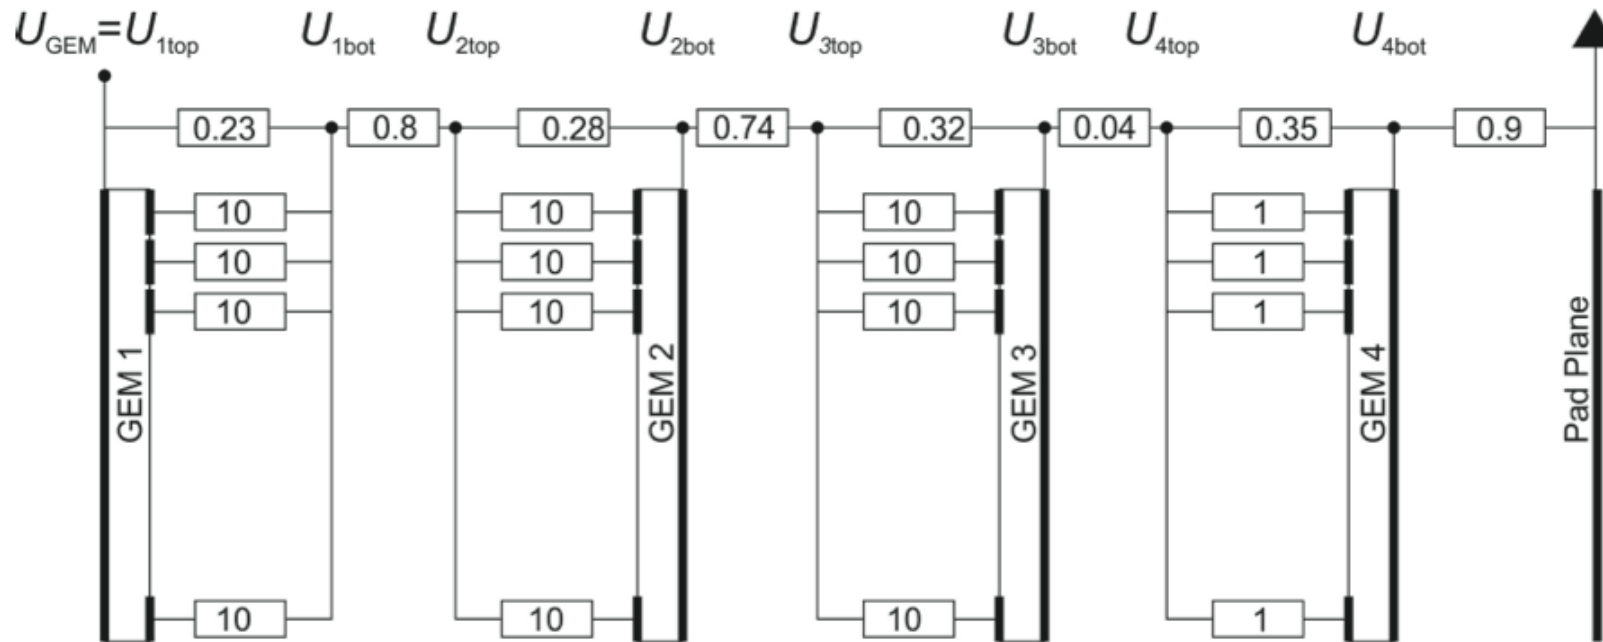 U_GEM=U_1top U_1bot U_2top U_2bot U_3top U_3bot U_4top U_4bot
0.23 0.8 0.28 0.74 0.32 0.04 0.35 0.9
10 10 10 1
10 10 10 1
10 10 10 1
GEM 1
GEM 2
GEM 3
GEM 4
Pad Plane
10 10 10 1